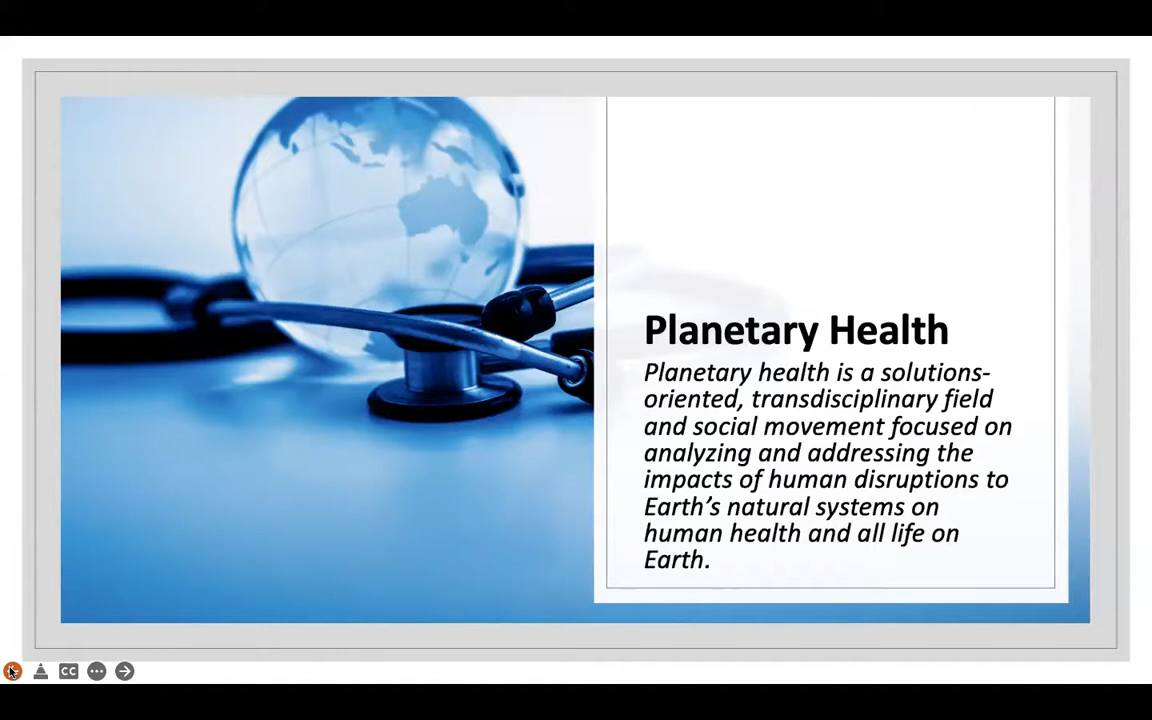 Planetary Health
Planetary health is a solutions-
oriented, transdisciplinary field
and social movement focused on
analyzing and addressing the
impacts of human disruptions to
Earth’s natural systems on
human health and all life on
Earth.
CC